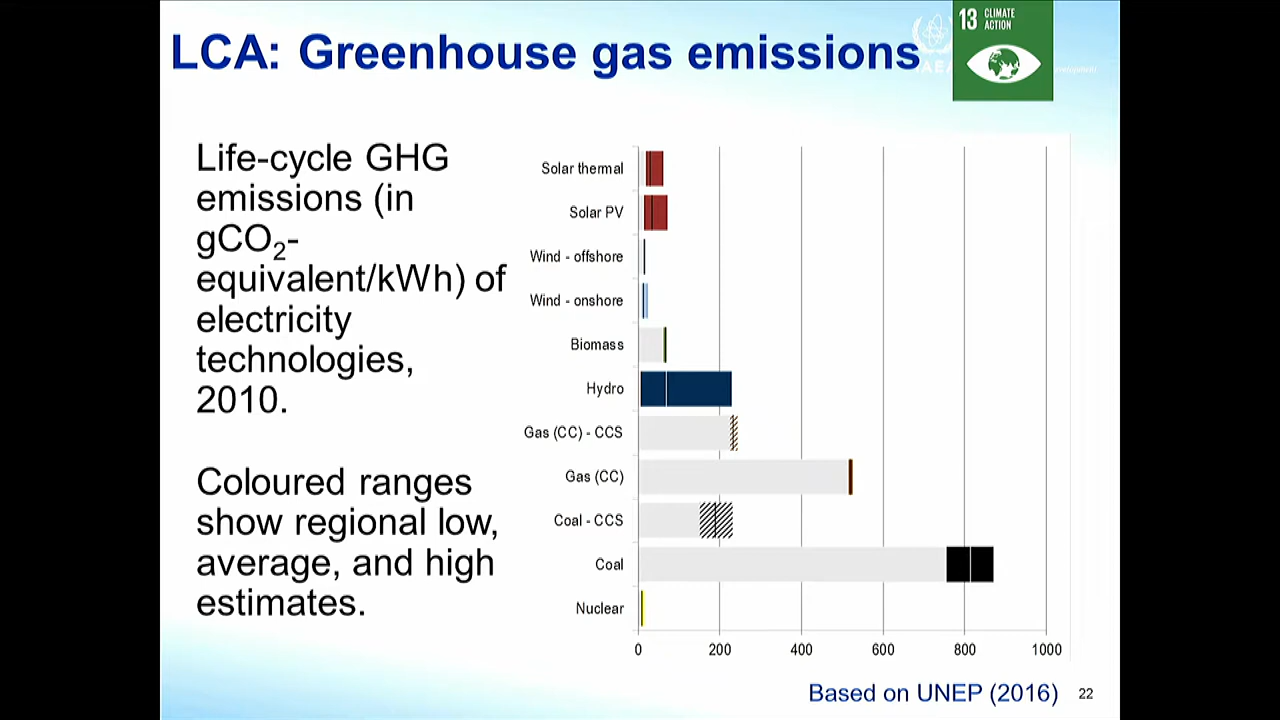 LCA: Greenhouse gas emissions
13 CLIMATE
ACTION
Life-cycle GHG
emissions (in
gCO₂-
equivalent/kWh) of
electricity
technologies,
2010.
Coloured ranges
show regional low,
average, and high
estimates.
Solar thermal
Solar PV
Wind - offshore
Wind - onshore
Biomass
Hydro
Gas (CC) - CCS
Gas (CC)
Coal - CCS
Coal
Nuclear
0 200 400 600 800 1000
Based on UNEP (2016)
22